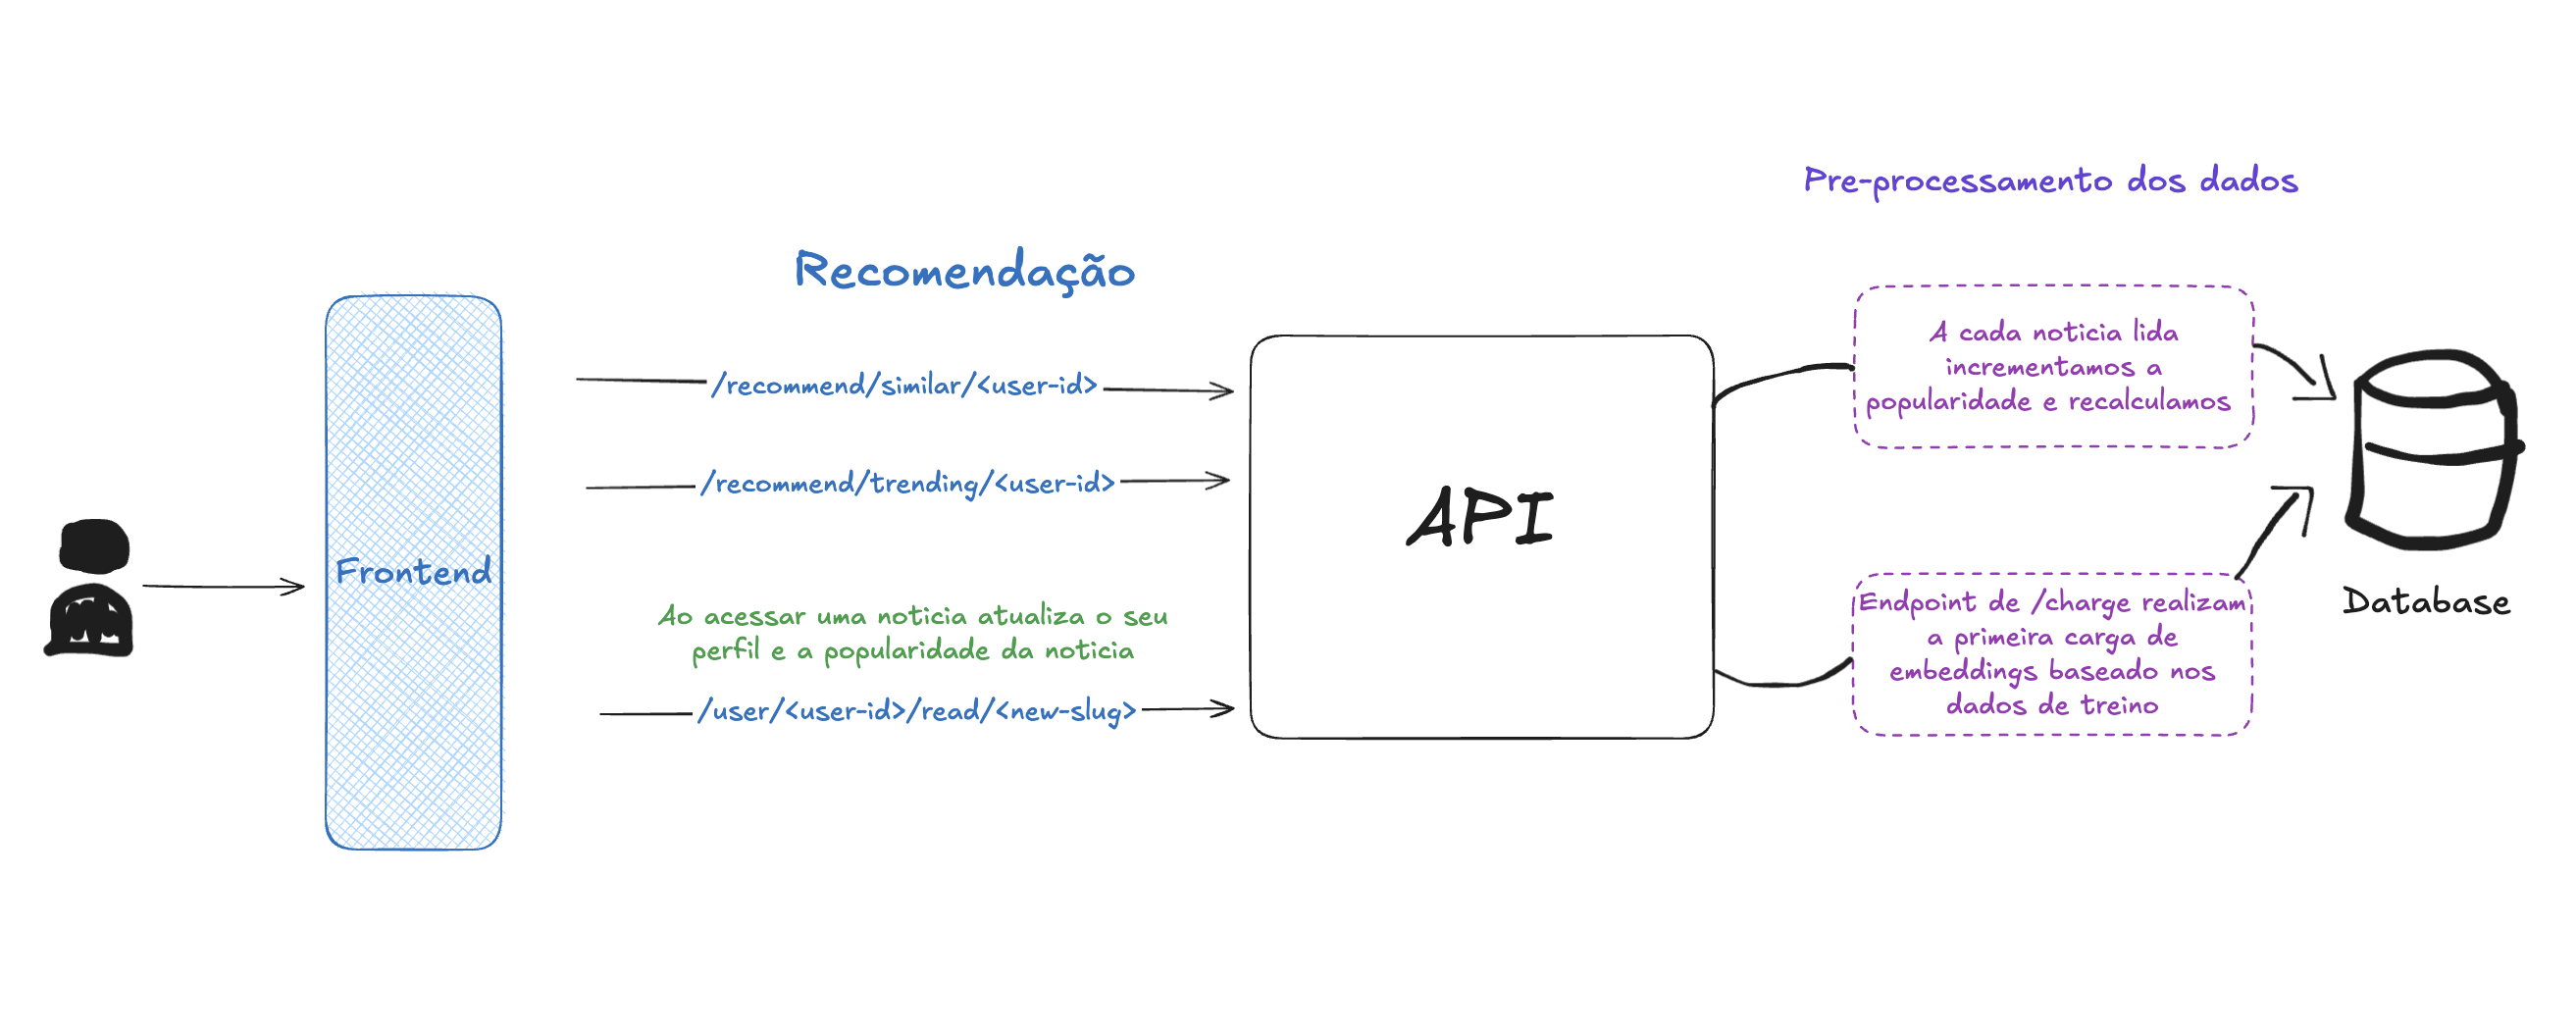 Pre-processamento dos dados
Recomendação
A cada noticia lida
incrementamos a
popularidade e recalculamos
/recommend/similar/<user-id>
/recommend/trending/<user-id>
API
Frontend
Ao acessar uma noticia atualiza o seu
perfil e a popularidade da noticia
/user/<user-id>/read/<new-slug>
Endpoint de /charge realizam
a primeira carga de
embeddings baseado nos
dados de treino
Database